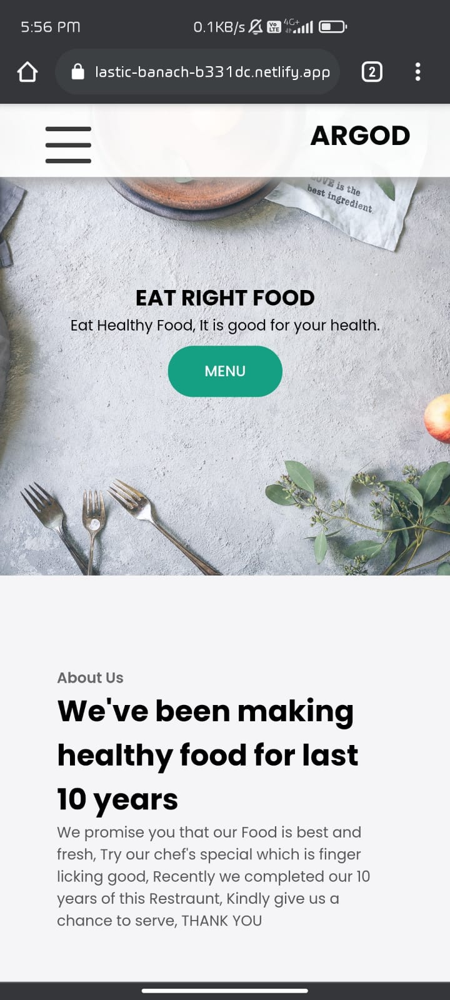 5:56 PM
0.1KB/s
Vo
LTE
4G+
lastic-banach-b331dc.netlify.app
2
ARGOD
LOVE is the
best ingredient.
EAT RIGHT FOOD
Eat Healthy Food, It is good for your health.
MENU
About Us
We've been making
healthy food for last
10 years
We promise you that our Food is best and
fresh, Try our chef's special which is finger
licking good, Recently we completed our 10
years of this Restraunt, Kindly give us a
chance to serve, THANK YOU